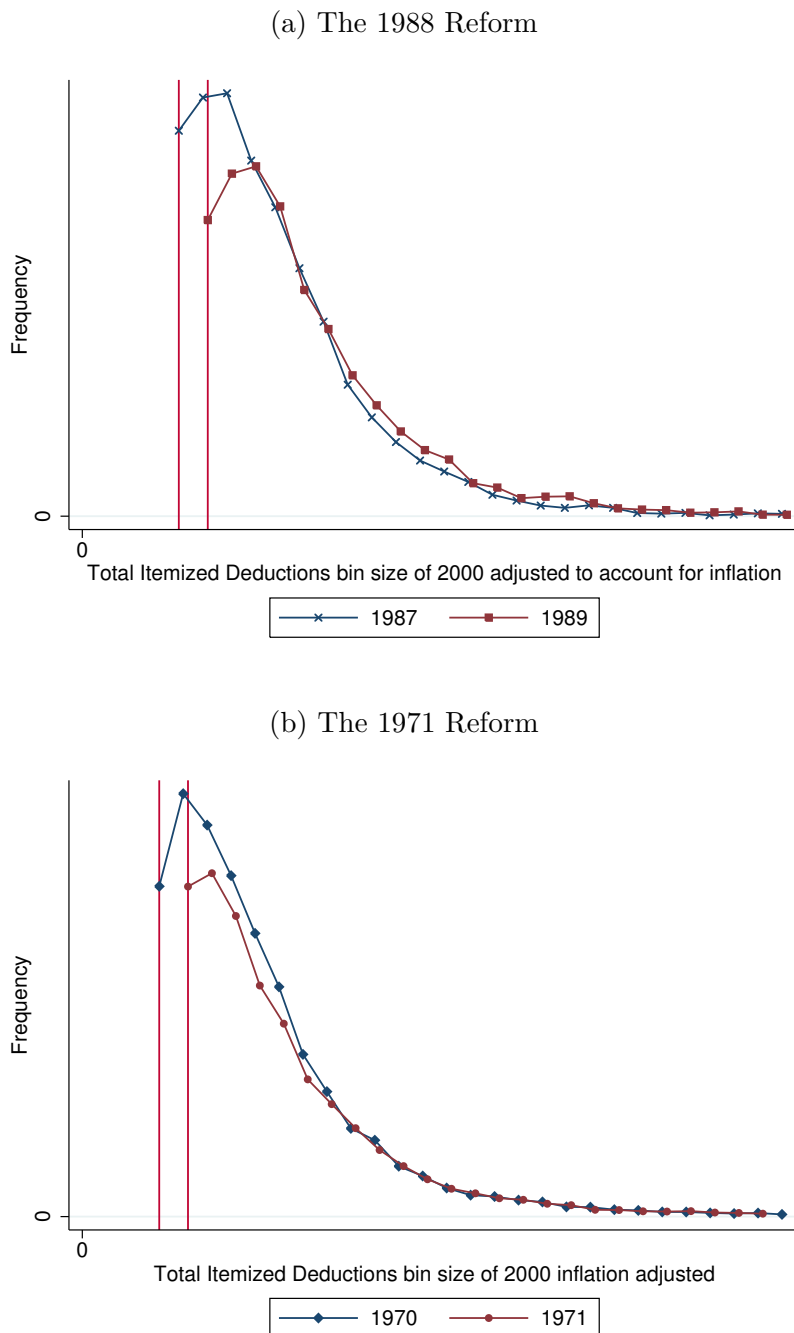 (a) The 1988 Reform
Frequency
0
0
Total Itemized Deductions bin size of 2000 adjusted to account for inflation
1987 1989
(b) The 1971 Reform
Frequency
0
0
Total Itemized Deductions bin size of 2000 inflation adjusted
1970 1971